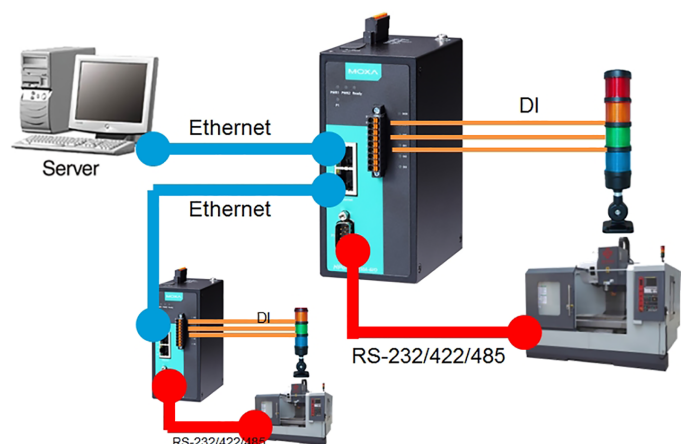 MOXA
Ethernet
DI
Server
Ethernet
MOXA
DI
RS-232/422/485
RS-232/422/485